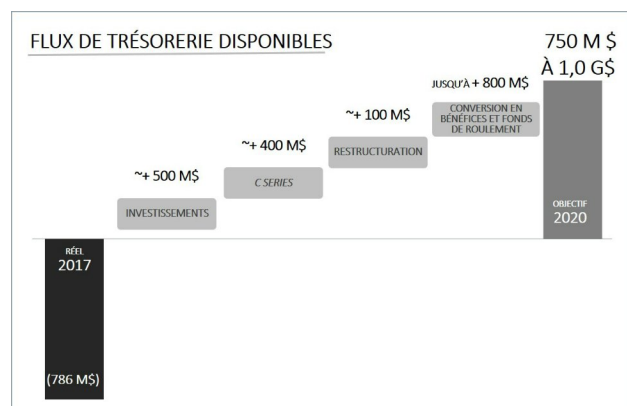 FLUX DE TRÉSORERIE DISPONIBLES
750 M $
À 1,0 G$
JUSQU'À + 800 M$
CONVERSION EN
BÉNÉFICES ET FONDS
DE ROULEMENT
~+ 100 M$
RESTRUCTURATION
~+ 400 M$
C SERIES
~+ 500 M$
INVESTISSEMENTS
OBJECTIF
2020
RÉEL
2017
(786 M$)